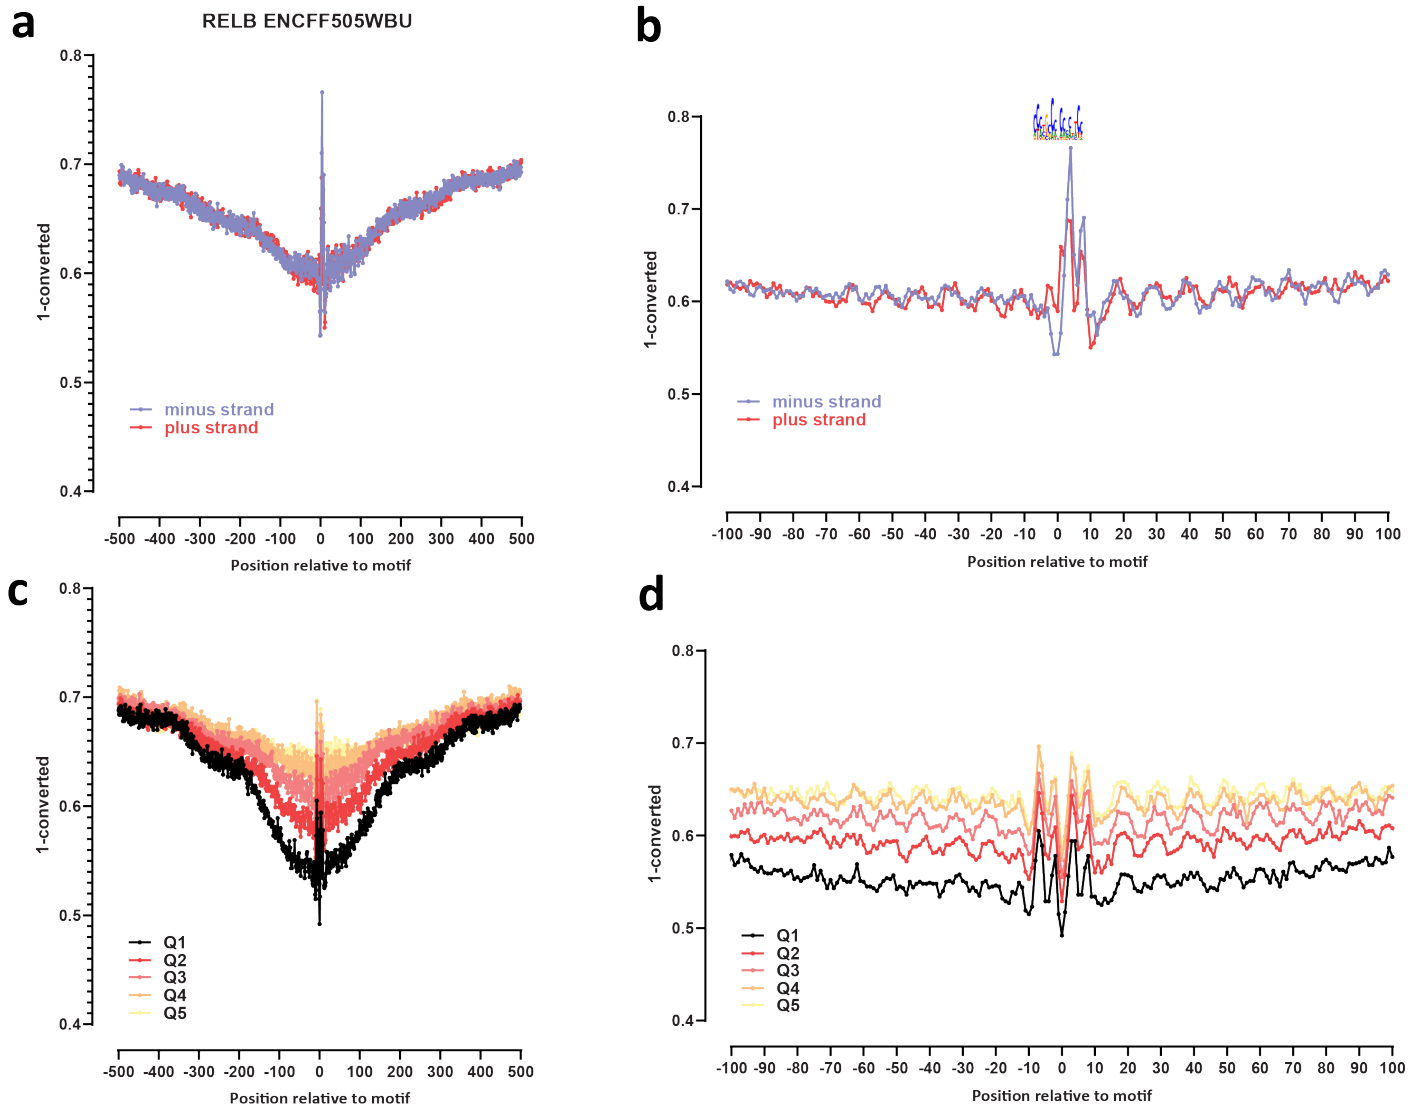 a
RELB ENCFF505WBU
0.8
0.7
0.6
0.5
0.4
1-converted
minus strand
plus strand
-500 -400 -300 -200 -100 0 100 200 300 400 500
Position relative to motif
b
0.8
0.7
0.6
0.5
0.4
1-converted
minus strand
plus strand
-100 -90 -80 -70 -60 -50 -40 -30 -20 -10 0 10 20 30 40 50 60 70 80 90 100
Position relative to motif
c
0.8
0.7
0.6
0.5
0.4
1-converted
Q1
Q2
Q3
Q4
Q5
-500 -400 -300 -200 -100 0 100 200 300 400 500
Position relative to motif
d
0.8
0.7
0.6
0.5
0.4
1-converted
Q1
Q2
Q3
Q4
Q5
-100 -90 -80 -70 -60 -50 -40 -30 -20 -10 0 10 20 30 40 50 60 70 80 90 100
Position relative to motif